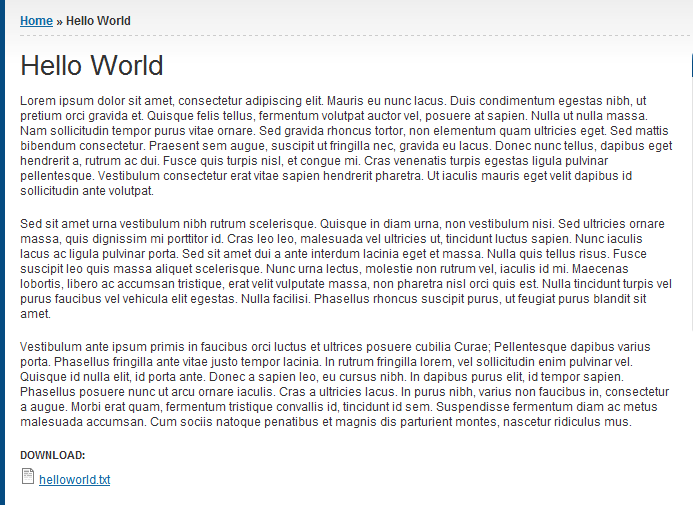 Home » Hello World
Hello World
Lorem ipsum dolor sit amet, consectetur adipiscing elit. Mauris eu nunc lacus. Duis condimentum egestas nibh, ut
pretium orci gravida et. Quisque felis tellus, fermentum volutpat auctor vel, posuere at sapien. Nulla ut nulla massa.
Nam sollicitudin tempor purus vitae ornare. Sed gravida rhoncus tortor, non elementum quam ultricies eget. Sed mattis
bibendum consectetur. Praesent sem augue, suscipit ut fringilla nec, gravida eu lacus. Donec nunc tellus, dapibus eget
hendrerit a, rutrum ac dui. Fusce quis turpis nisl, et congue mi. Cras venenatis turpis egestas ligula pulvinar
pellentesque. Vestibulum consectetur erat vitae sapien hendrerit pharetra. Ut iaculis mauris eget velit dapibus id
sollicitudin ante volutpat.
Sed sit amet urna vestibulum nibh rutrum scelerisque. Quisque in diam urna, non vestibulum nisi. Sed ultricies ornare
massa, quis dignissim mi porttitor id. Cras leo leo, malesuada vel ultricies ut, tincidunt luctus sapien. Nunc iaculis
lacus ac ligula pulvinar porta. Sed sit amet dui a ante interdum lacinia eget et massa. Nulla quis tellus risus. Fusce
suscipit leo quis massa aliquet scelerisque. Nunc urna lectus, molestie non rutrum vel, iaculis id mi. Maecenas
lobortis, libero ac accumsan tristique, erat velit vulputate massa, non pharetra nisl orci quis est. Nulla tincidunt turpis vel
purus faucibus vel vehicula elit egestas. Nulla facilisi. Phasellus rhoncus suscipit purus, ut feugiat purus blandit sit
amet.
Vestibulum ante ipsum primis in faucibus orci luctus et ultrices posuere cubilia Curae; Pellentesque dapibus varius
porta. Phasellus fringilla ante vitae justo tempor lacinia. In rutrum fringilla lorem, vel sollicitudin enim pulvinar vel.
Quisque id nulla elit, id porta ante. Donec a sapien leo, eu cursus nibh. In dapibus purus elit, id tempor sapien.
Phasellus posuere nunc ut arcu ornare iaculis. Cras a ultricies lacus. In purus nibh, varius non faucibus in, consectetur
a augue. Morbi erat quam, fermentum tristique convallis id, tincidunt id sem. Suspendisse fermentum diam ac metus
malesuada accumsan. Cum sociis natoque penatibus et magnis dis parturient montes, nascetur ridiculus mus.
DOWNLOAD:
helloworld.txt